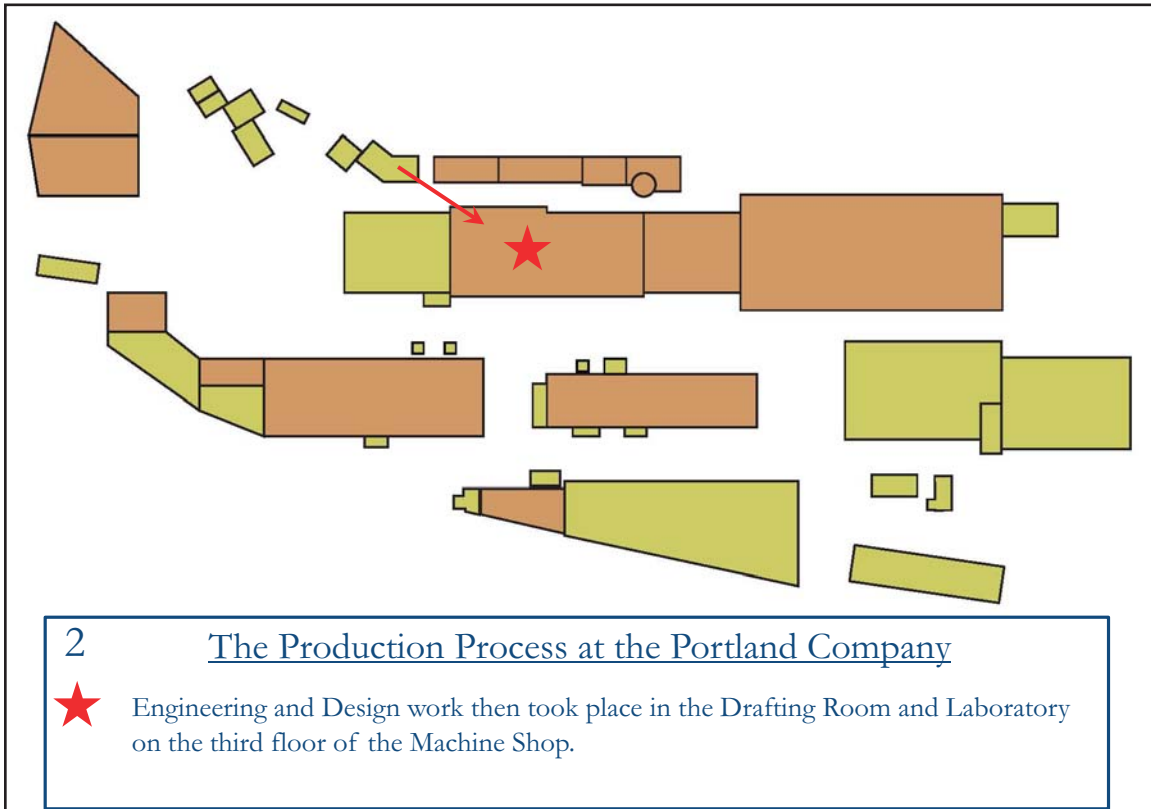 2
The Production Process at the Portland Company
Engineering and Design work then took place in the Drafting Room and Laboratory
on the third floor of the Machine Shop.